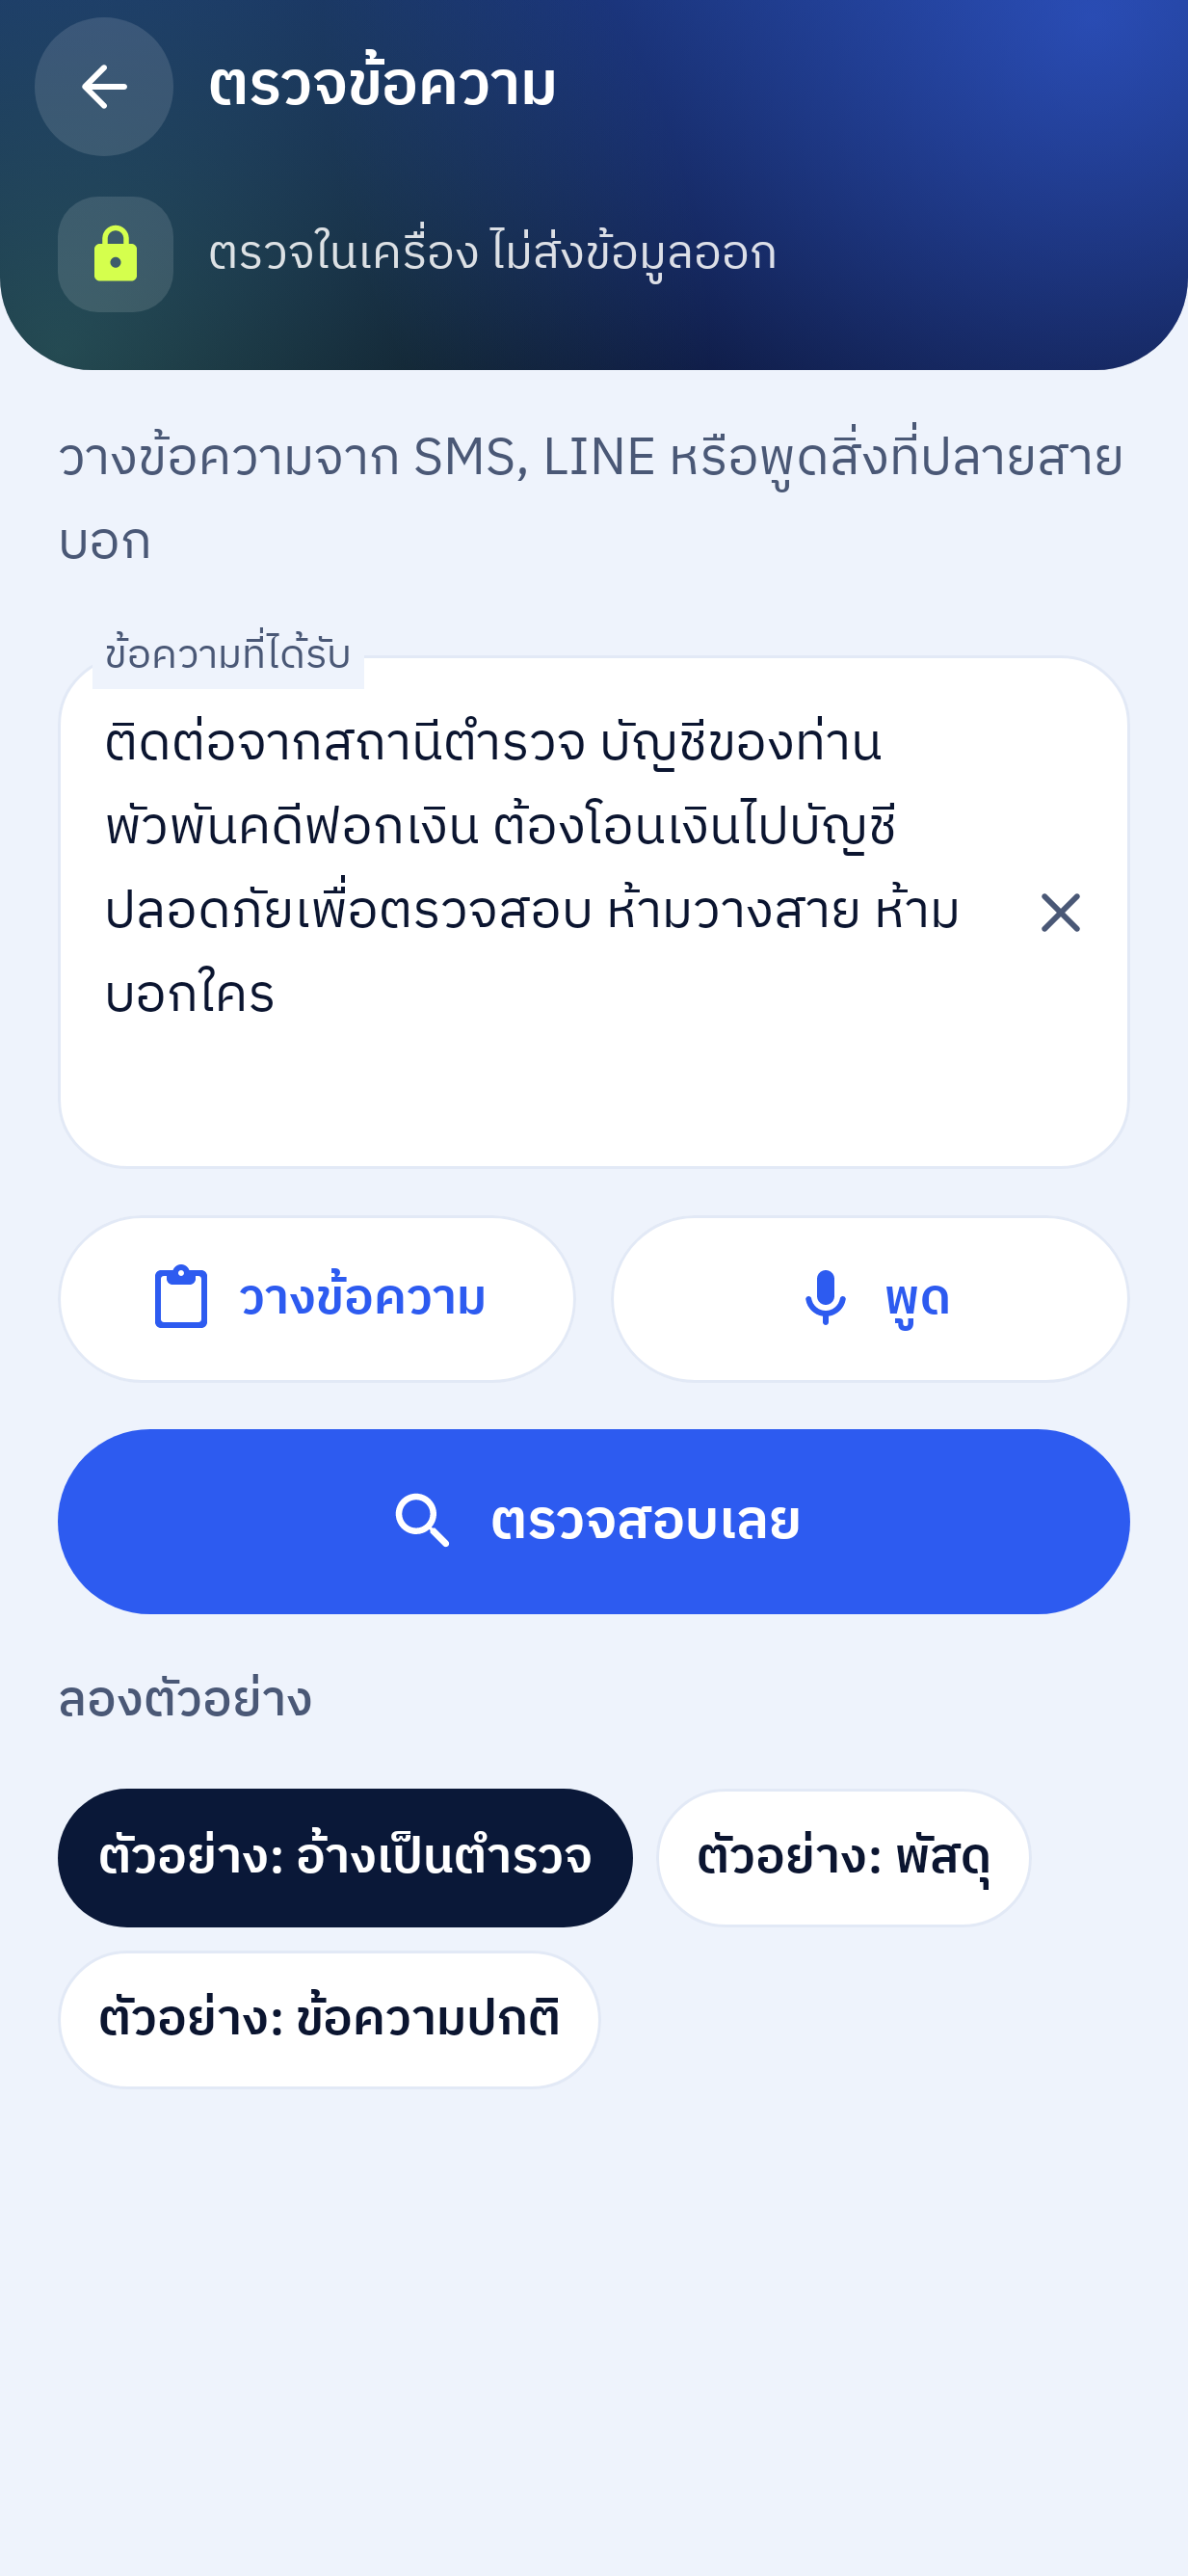 ตรวจข้อความ
ตรวจในเครื่อง ไม่ส่งข้อมูลออก
วางข้อความจาก SMS, LINE หรือพูดสิ่งที่ปลายสาย
บอก
ข้อความที่ได้รับ
ติดต่อจากสถานีตำรวจ บัญชีของท่าน
พัวพันคดีฟอกเงิน ต้องโอนเงินไปบัญชี
ปลอดภัยเพื่อตรวจสอบ ห้ามวางสาย ห้าม
บอกใคร
วางข้อความ
พูด
ตรวจสอบเลย
ลองตัวอย่าง
ตัวอย่าง: อ้างเป็นตำรวจ
ตัวอย่าง: พัสดุ
ตัวอย่าง: ข้อความปกติ